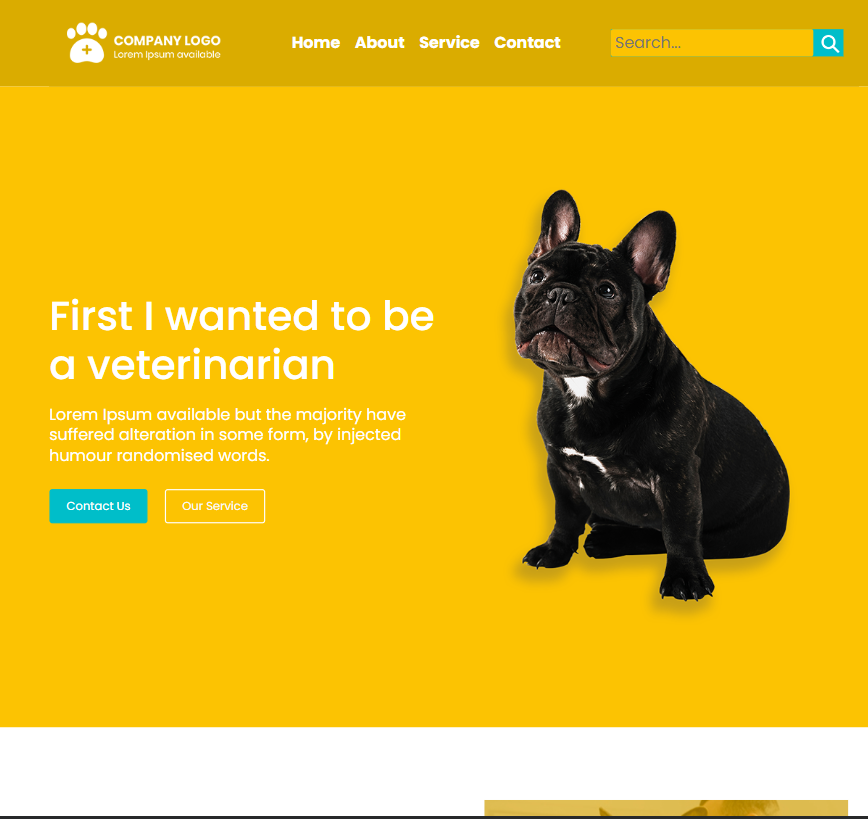 COMPANY LOGO
Lorem Ipsum available
Home About Service Contact
Search...
First I wanted to be
a veterinarian
Lorem Ipsum available but the majority have
suffered alteration in some form, by injected
humour randomised words.
Contact Us
Our Service